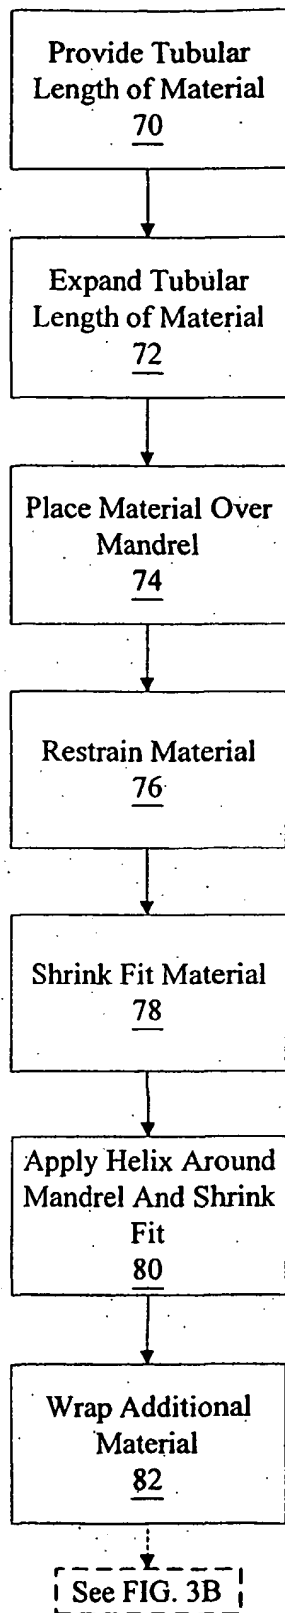 Provide Tubular
Length of Material
70
Expand Tubular
Length of Material
72
Place Material Over
Mandrel
74
Restrain Material
76
Shrink Fit Material
78
Apply Helix Around
Mandrel And Shrink
Fit
80
Wrap Additional
Material
82
See FIG. 3B